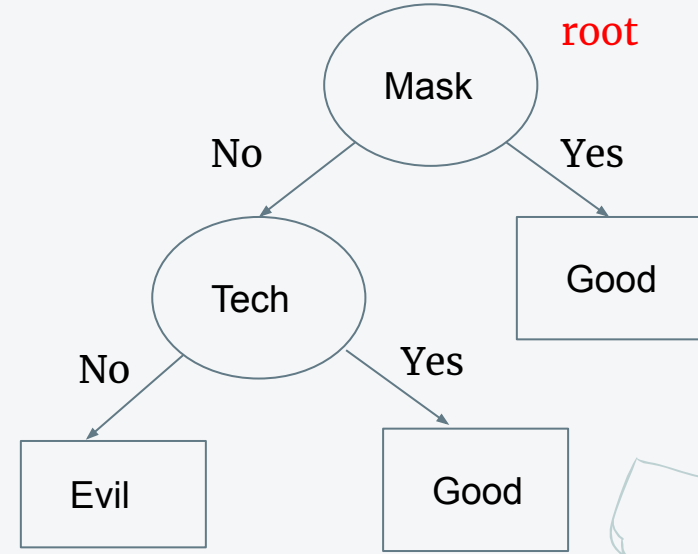 root
Mask
No
Yes
Tech
Good
No
Yes
Evil
Good